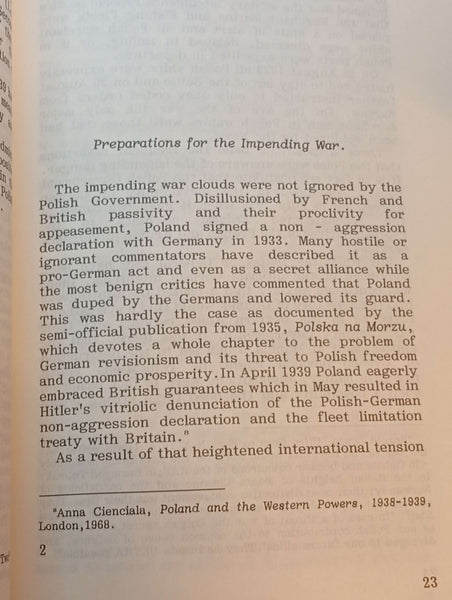 Preparations for the Impending War.
The impending war clouds were not ignored by the
Polish Government. Disillusioned by French and
British passivity and their proclivity for
appeasement, Poland signed a non - aggression
declaration with Germany in 1933. Many hostile or
ignorant commentators have described it as a
pro-German act and even as a secret alliance while
the most benign critics have commented that Poland
was duped by the Germans and lowered its guard.
This was hardly the case as documented by the
semi-official publication from 1935, Polska na Morzu,
which devotes a whole chapter to the problem of
German revisionism and its threat to Polish freedom
and economic prosperity.In April 1939 Poland eagerly
embraced British guarantees which in May resulted in
Hitler's vitriolic denunciation of the Polish-German
non-aggression declaration and the fleet limitation
treaty with Britain.
As a result of that heightened international tension
Anna Cienciala, Poland and the Western Powers, 1938-1939,
London,1968.
2
23